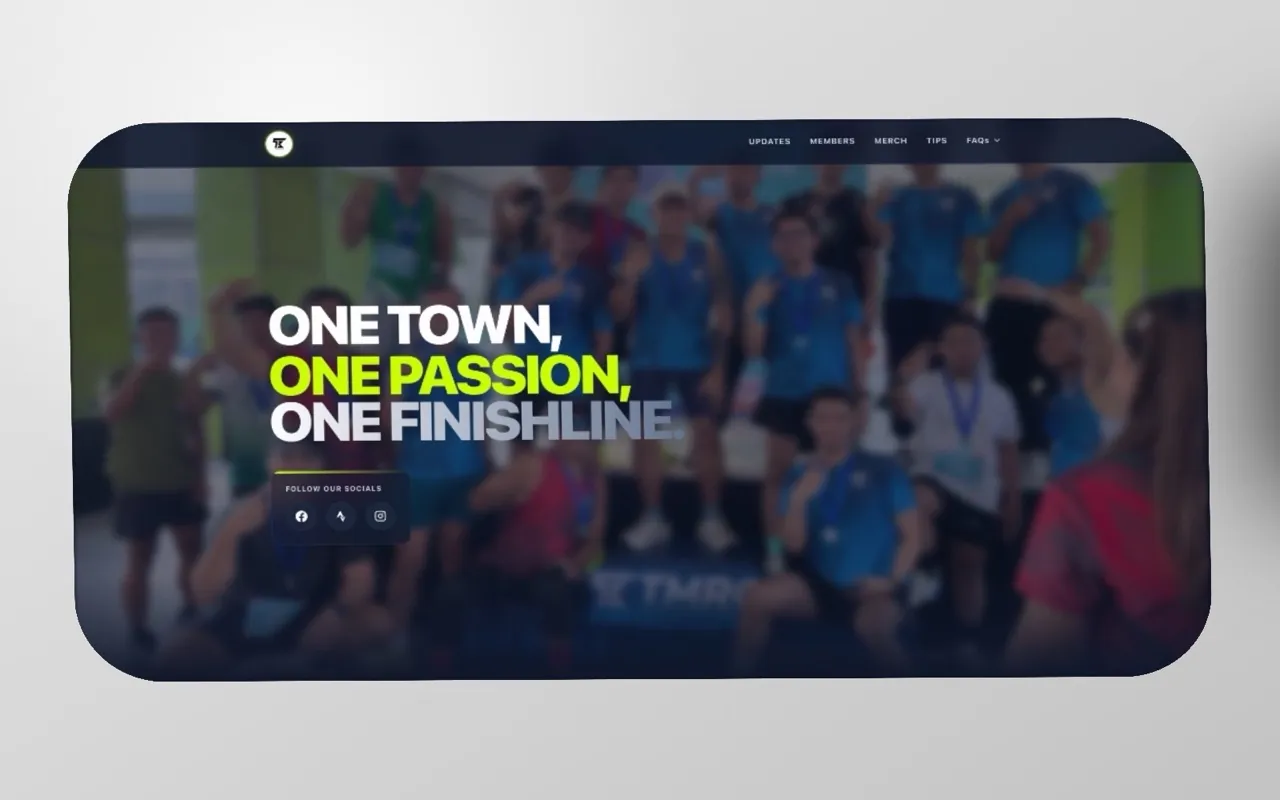 UPDATES MEMBERS MERCH TIPS FAQs
ONE TOWN,
ONE PASSION,
ONE FINISHLINE.
FOLLOW OUR SOCIALS